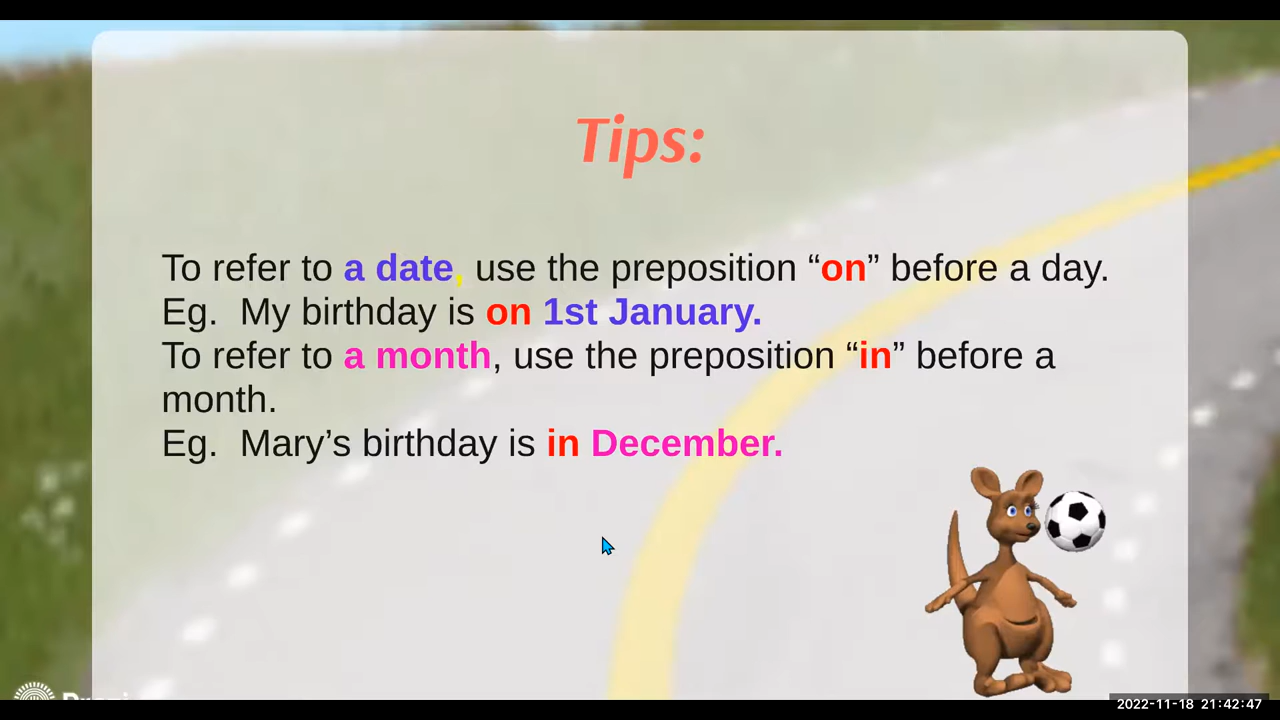 Tips:
To refer to a date, use the preposition “on” before a day.
Eg.  My birthday is on 1st January.
To refer to a month, use the preposition “in” before a
month.
Eg.  Mary’s birthday is in December.
2022-11-18 21:42:47